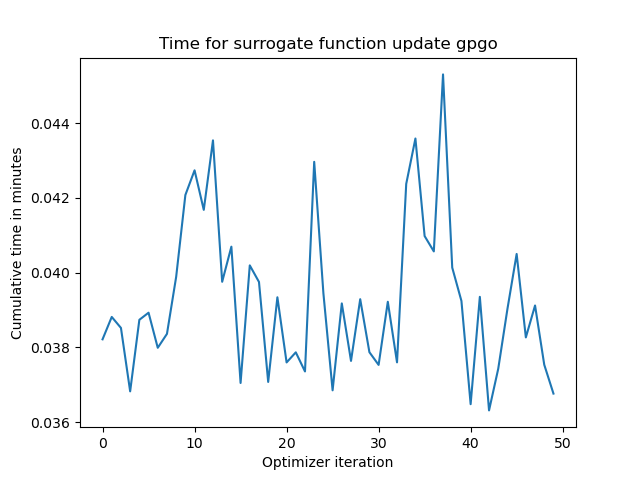 Time for surrogate function update gpgo
Cumulative time in minutes
0.044
0.042
0.040
0.038
0.036
0 10 20 30 40 50
Optimizer iteration